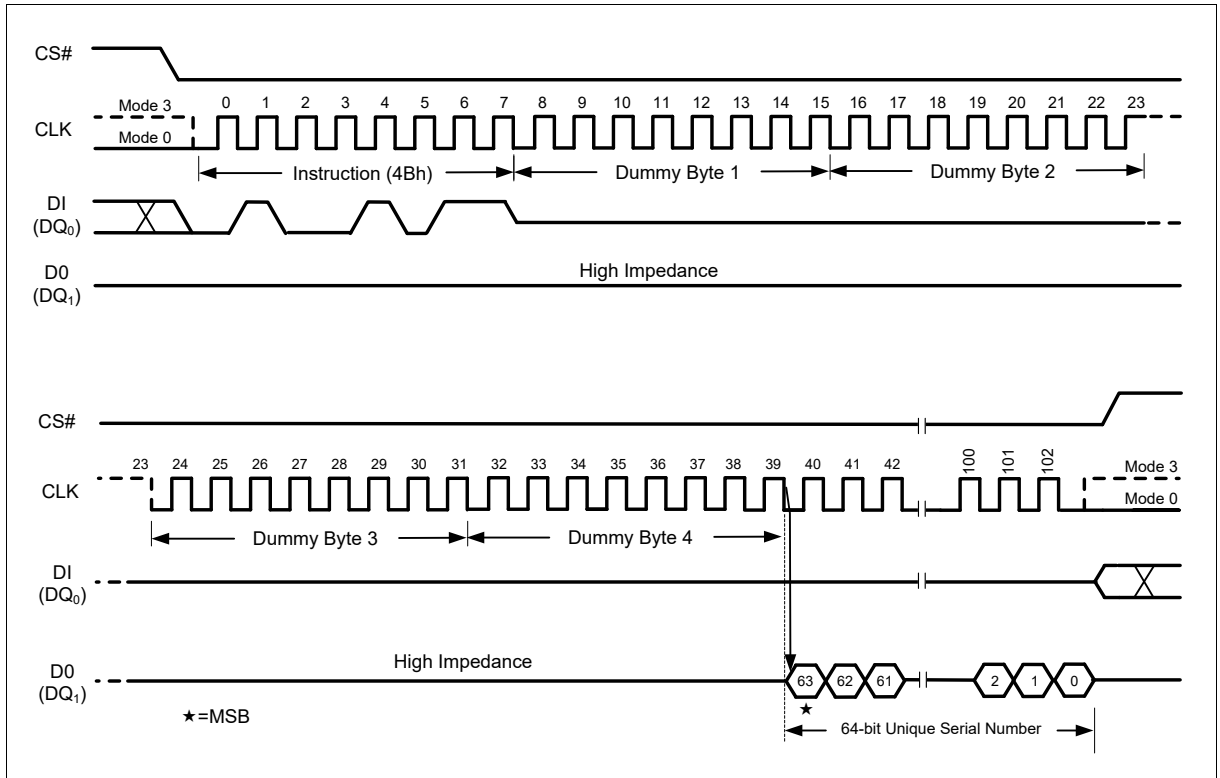 CS#
Mode 3
0 1 2 3 4 5 6 7 8 9 10 11 12 13 14 15 16 17 18 19 20 21 22 23
CLK
Mode 0
Instruction (4Bh)
Dummy Byte 1
Dummy Byte 2
DI
(DQ0)
D0
(DQ1)
High Impedance
CS#
23 24 25 26 27 28 29 30 31 32 33 34 35 36 37 38 39 40 41 42 100 101 102
Mode 3
CLK
Mode 0
Dummy Byte 3
Dummy Byte 4
DI
(DQ0)
D0
(DQ1)
High Impedance
63 62 61 2 1 0
★=MSB
★
64-bit Unique Serial Number